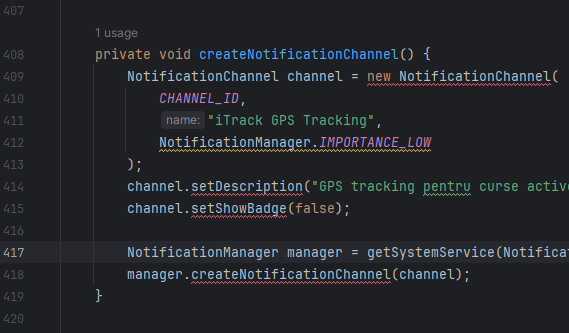 407
1 usage
408 private void createNotificationChannel() {
409 NotificationChannel channel = new NotificationChannel(
410 CHANNEL_ID,
411 name: "iTrack GPS Tracking",
412 NotificationManager.IMPORTANCE_LOW
413 );
414 channel.setDescription("GPS tracking pentru curse active
415 channel.setShowBadge(false);
416
417 NotificationManager manager = getSystemService(Notificat
418 manager.createNotificationChannel(channel);
419 }
420